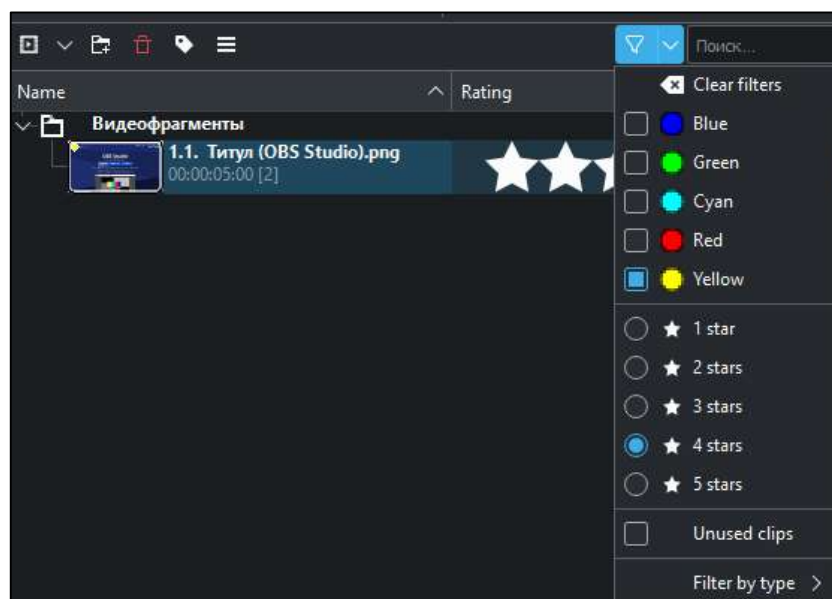 Поиск...
Name
Rating
Clear filters
Видеофрагменты
Blue
1.1. Титул (OBS Studio).png
00:00:05:00 [2]
Green
Cyan
Red
Yellow
1 star
2 stars
3 stars
4 stars
5 stars
Unused clips
Filter by type